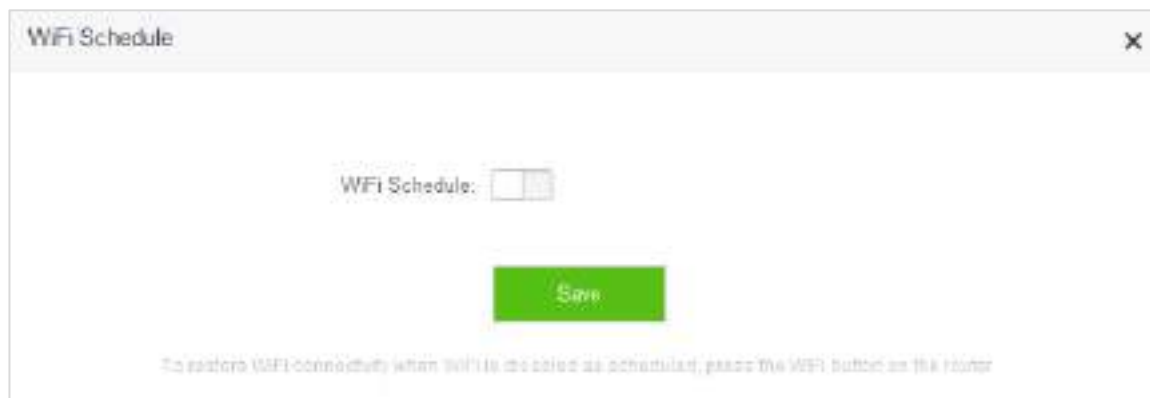 WiFi Schedule
WiFi Schedule:
Save
To restore WiFi connectivity when WiFi is disabled as scheduled, press the WiFi button on the router